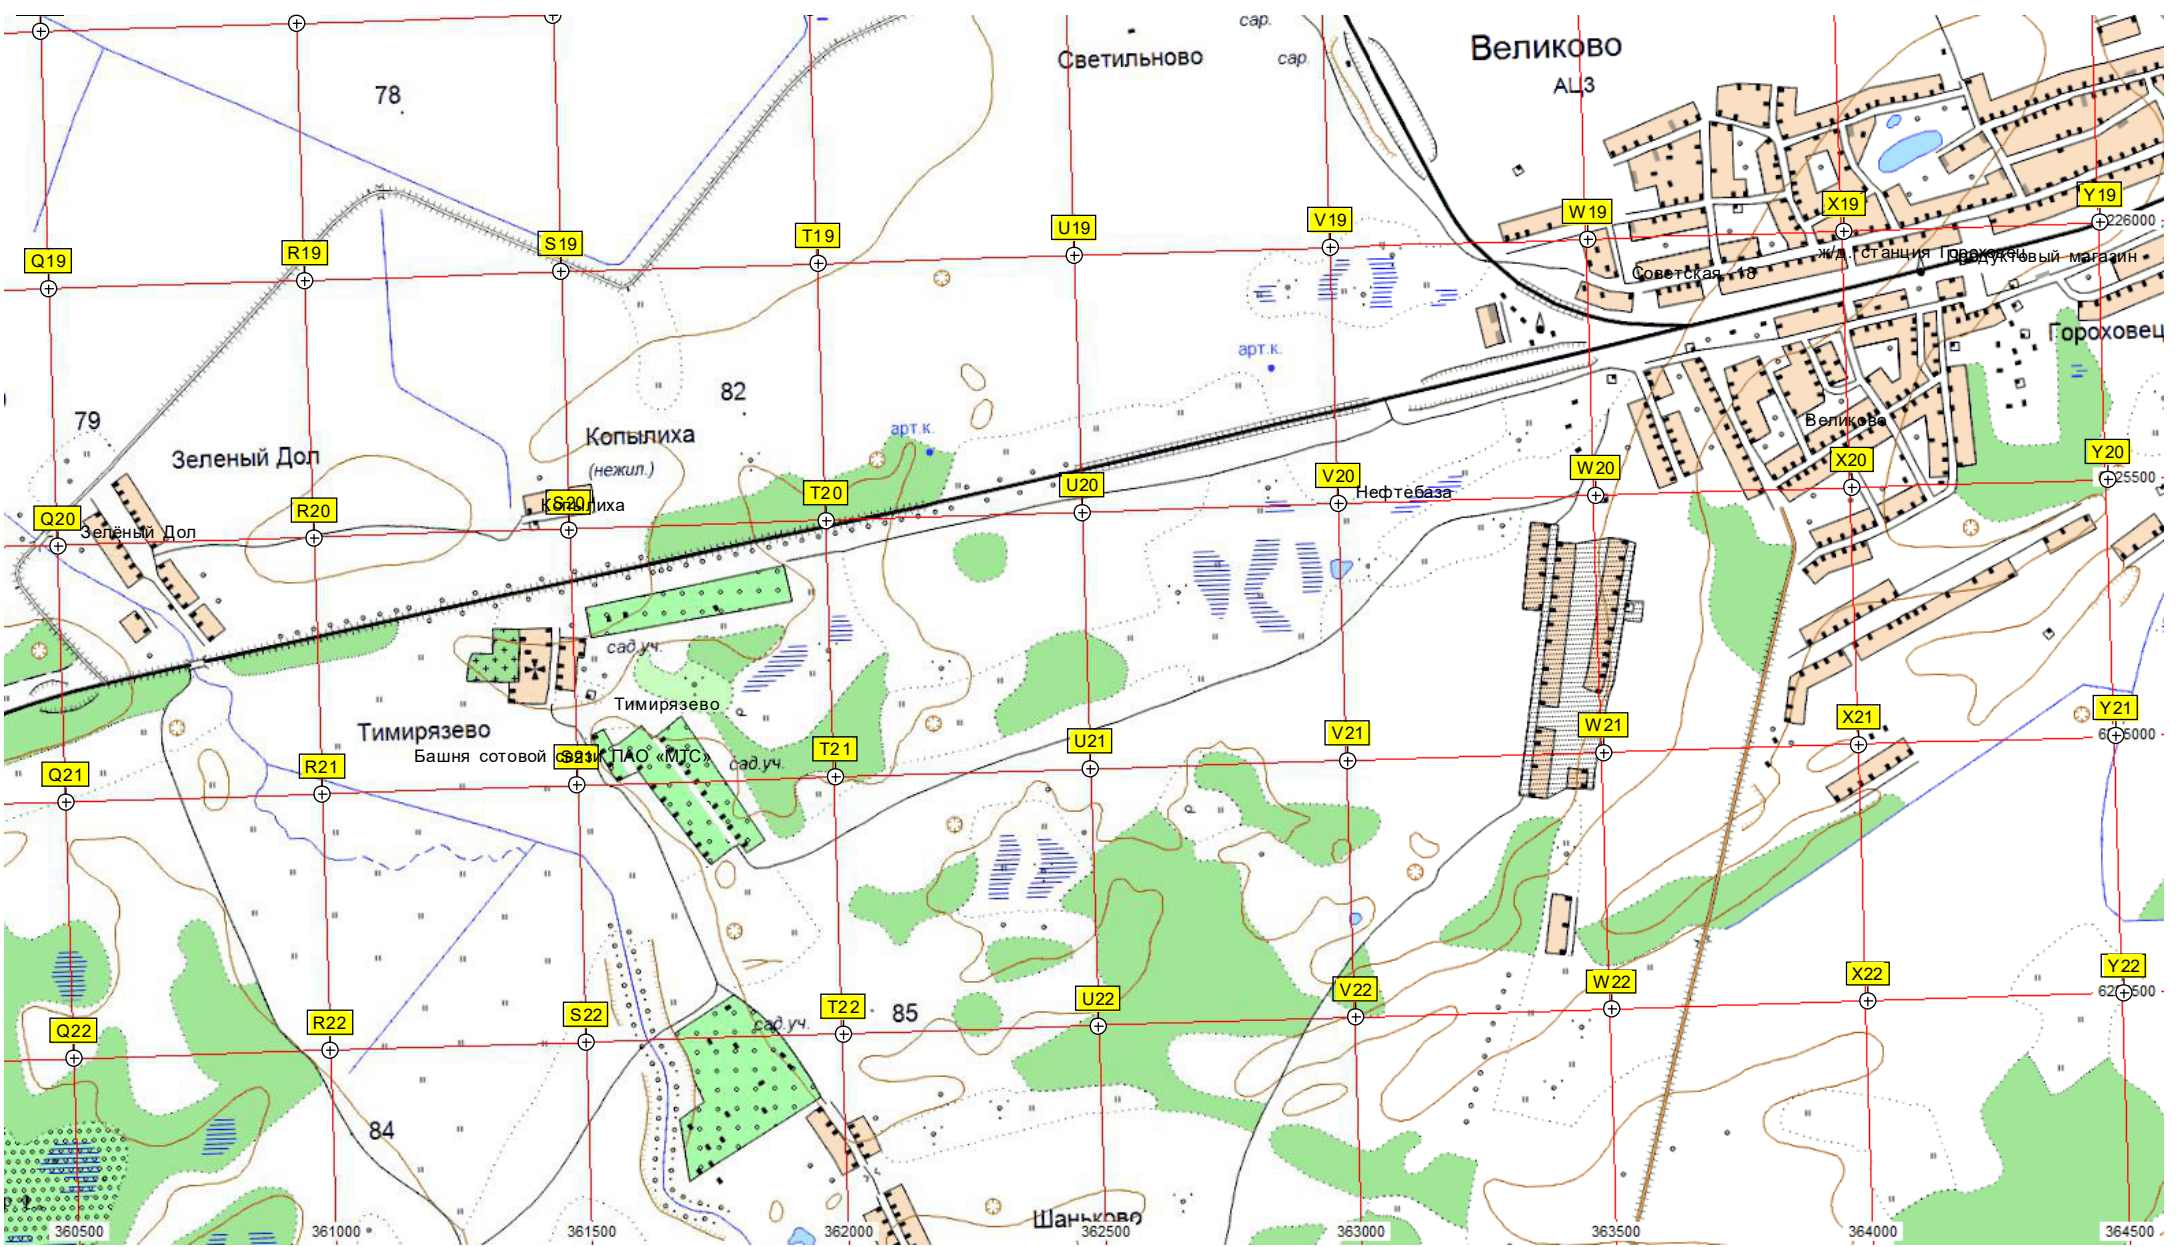 сар.
Светильново
сар.
Великово
АЦЗ
78
Q19
R19
S19
T19
U19
V19
W19
X19
Y19
226000
ж/д. станция Гороховец
Продуктовый магазин
Советская, 18
Гороховец
арт.к.
82
79
Копылиха
(нежил.)
арт.к.
Зеленый Дол
Великово
Q20
R20
S20
T20
U20
V20
W20
X20
Y20
25500
Нефтебаза
Копылиха
Зелёный Дол
сад.уч.
Тимирязево
Тимирязево
Башня сотовой связи ПАО «МТС»
сад.уч.
Q21
R21
S21
T21
U21
V21
W21
X21
Y21
Q22
R22
S22
T22
U22
V22
W22
X22
Y22
85
сад.уч.
84
Шаньково
360500
361000
361500
362000
362500
363000
363500
364000
364500